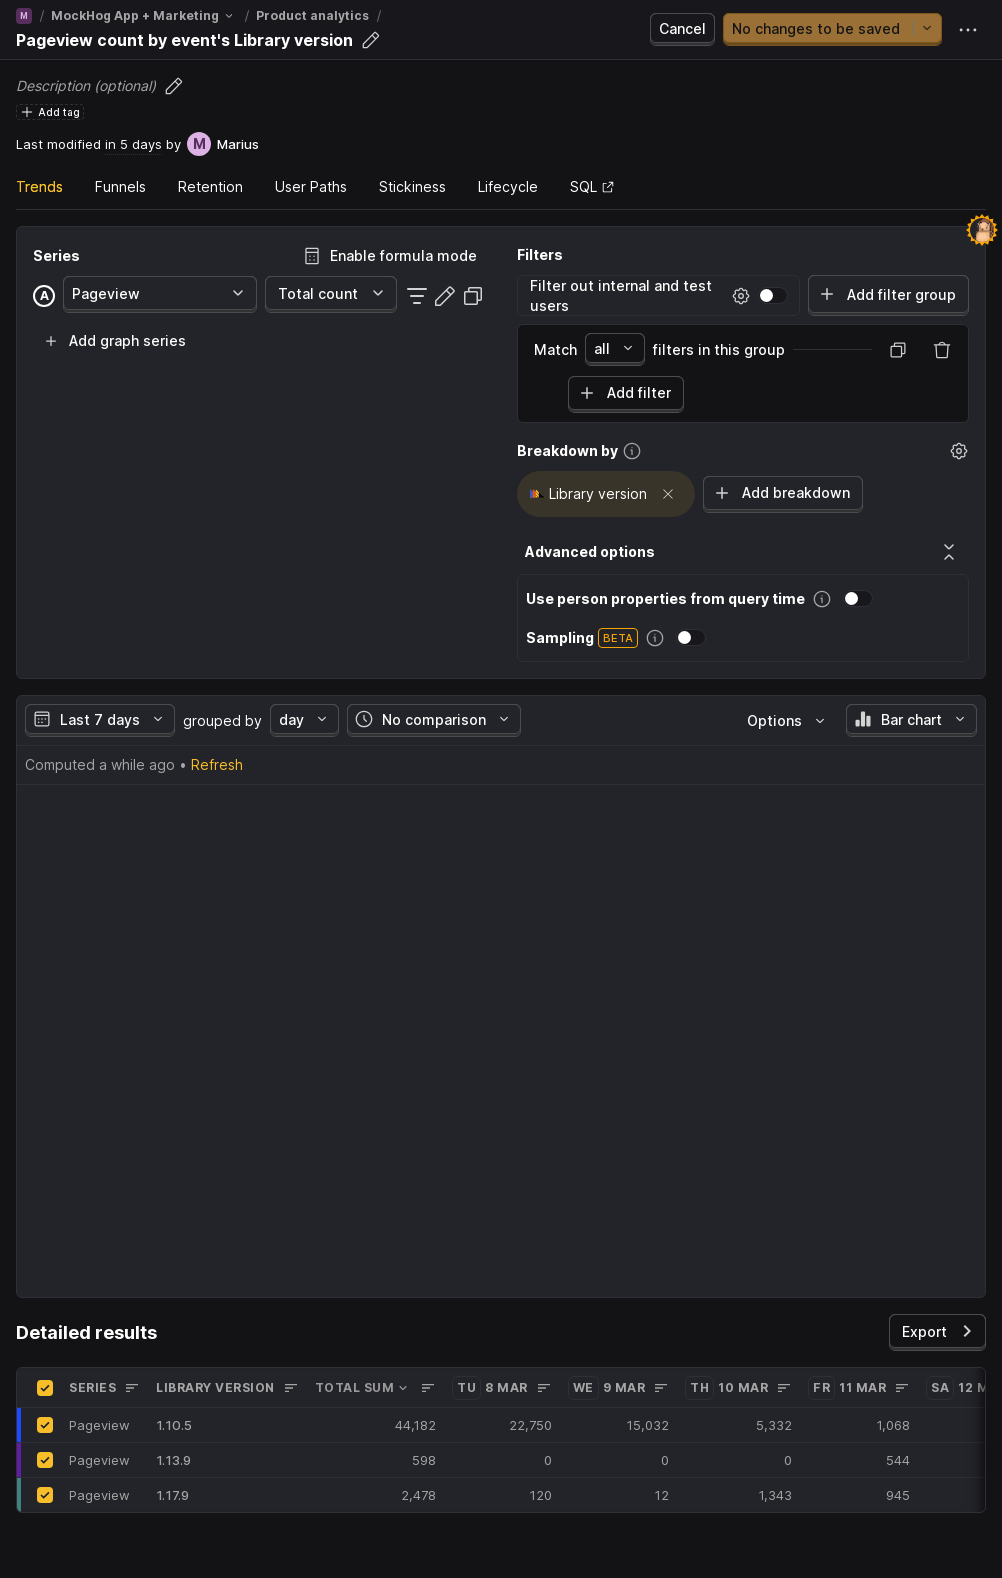 M / MockHog App + Marketing / Product analytics /
Pageview count by event's Library version
Cancel
No changes to be saved
Description (optional)
Add tag
Last modified in 5 days by M Marius
Trends Funnels Retention User Paths Stickiness Lifecycle SQL
Series
Enable formula mode
A Pageview Total count
Add graph series
Filters
Filter out internal and test
users
Add filter group
Match all filters in this group
Add filter
Breakdown by
Library version
Add breakdown
Advanced options
Use person properties from query time
Sampling BETA
Last 7 days grouped by day No comparison Options Bar chart
Computed a while ago • Refresh
Detailed results
Export
SERIES LIBRARY VERSION TOTAL SUM TU 8 MAR WE 9 MAR TH 10 MAR FR 11 MAR SA 12 M
Pageview 1.10.5 44,182 22,750 15,032 5,332 1,068
Pageview 1.13.9 598 0 0 0 544
Pageview 1.17.9 2,478 120 12 1,343 945